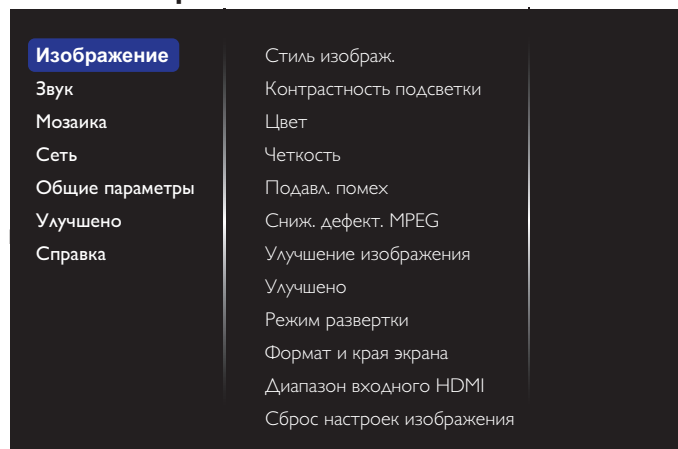 Изображение
Звук
Мозаика
Сеть
Общие параметры
Улучшено
Справка
Стиль изображ.
Контрастность подсветки
Цвет
Четкость
Подавл. помех
Сниж. дефект. MPEG
Улучшение изображения
Улучшено
Режим развертки
Формат и края экрана
Диапазон входного HDMI
Сброс настроек изображения